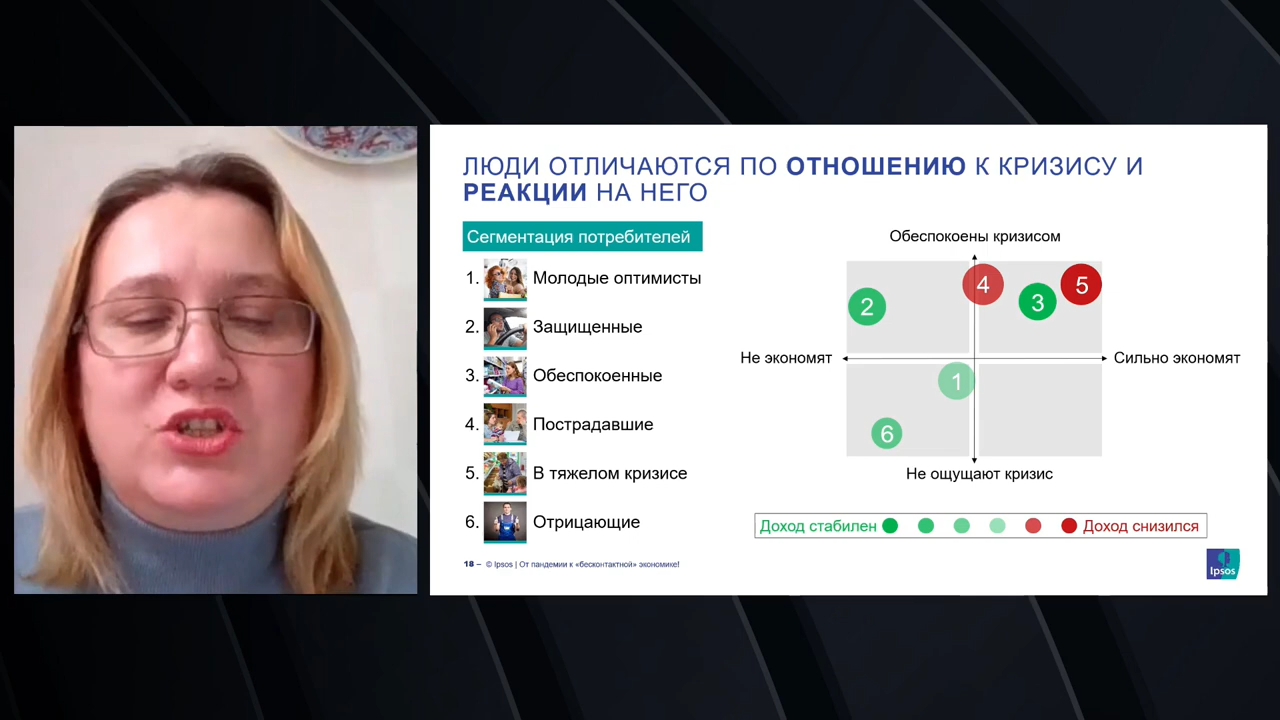 ЛЮДИ ОТЛИЧАЮТСЯ ПО ОТНОШЕНИЮ К КРИЗИСУ И
РЕАКЦИИ НА НЕГО
Сегментация потребителей
1. Молодые оптимисты
2. Защищенные
3. Обеспокоенные
4. Пострадавшие
5. В тяжелом кризисе
6. Отрицающие
Обеспокоены кризисом
4
5
3
2
Не экономят
Сильно экономят
1
6
Не ощущают кризис
Доход стабилен
Доход снизился
18 – © Ipsos | От пандемии к «бесконтактной» экономике!
Ipsos